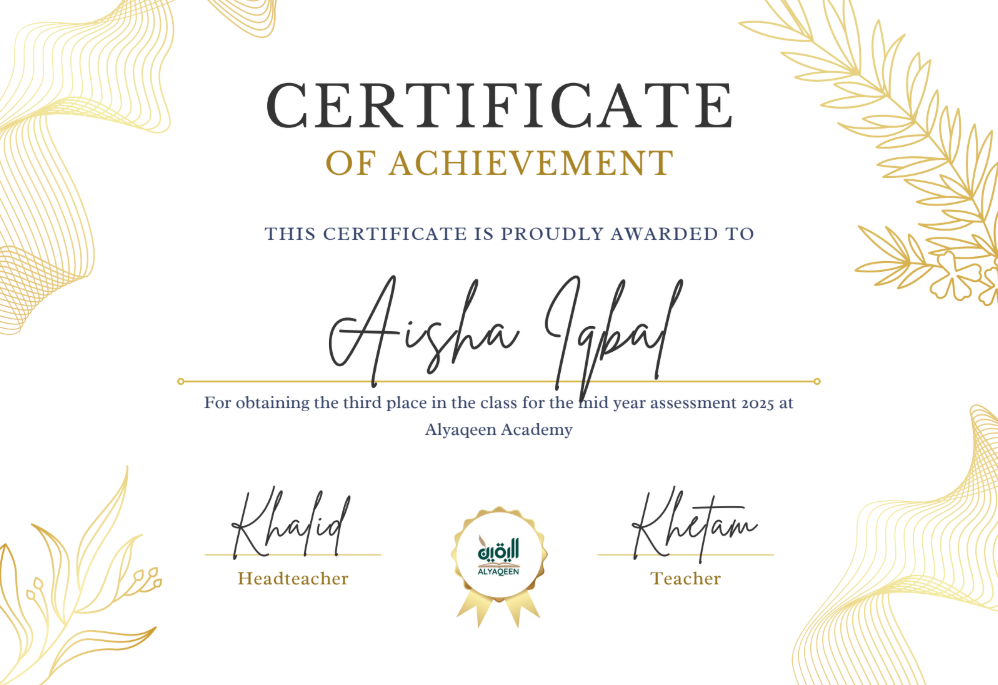 CERTIFICATE
OF ACHIEVEMENT
THIS CERTIFICATE IS PROUDLY AWARDED TO
Aisha Iqbal
For obtaining the third place in the class for the mid year assessment 2025 at
Alyaqeen Academy
Khalid
Khetam
اليقين
ALYAQEEN
Headteacher
Teacher